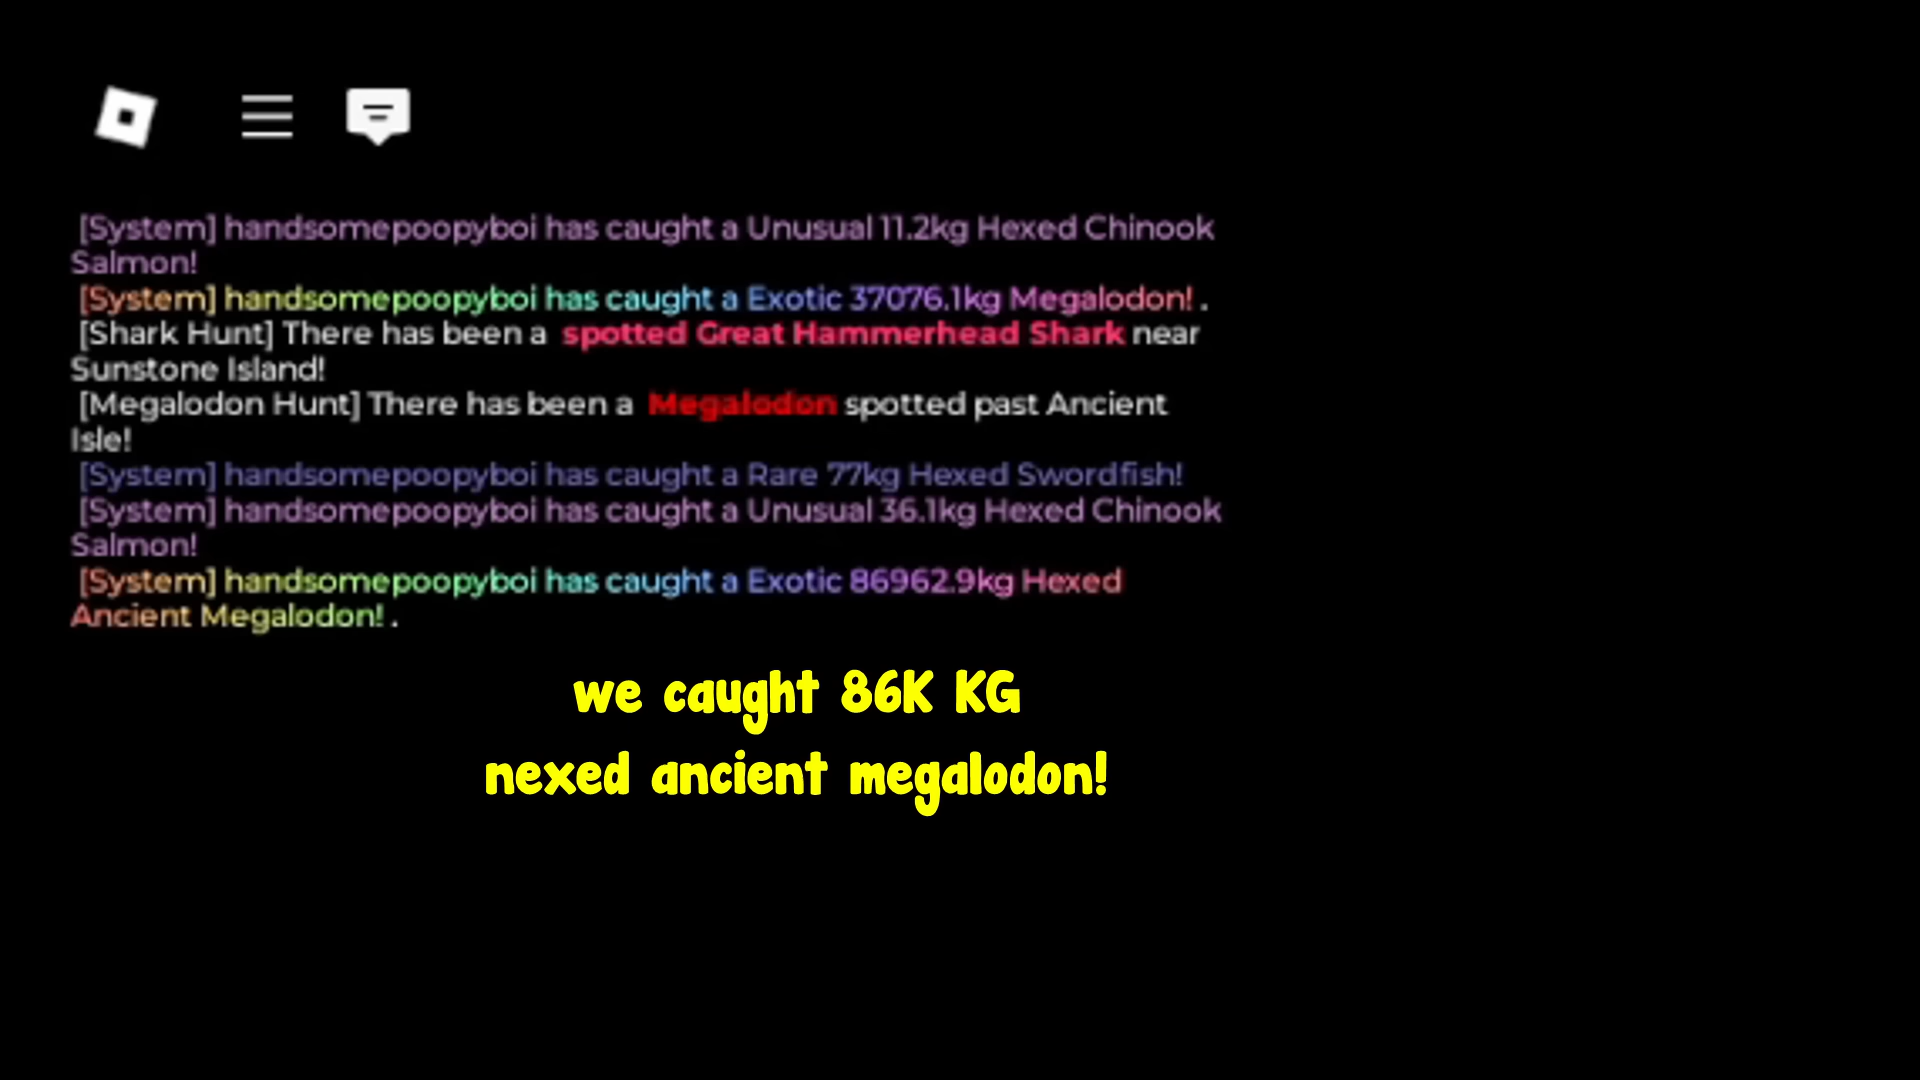 [System] handsomepoopyboi has caught a Unusual 11.2kg Hexed Chinook
Salmon!
[System] handsomepoopyboi has caught a Exotic 37076.1kg Megalodon! .
[Shark Hunt] There has been a spotted Great Hammerhead Shark near
Sunstone Island!
[Megalodon Hunt] There has been a Megalodon spotted past Ancient
Isle!
[System] handsomepoopyboi has caught a Rare 77kg Hexed Swordfish!
[System] handsomepoopyboi has caught a Unusual 36.1kg Hexed Chinook
Salmon!
[System] handsomepoopyboi has caught a Exotic 86962.9kg Hexed
Ancient Megalodon! .
we caught 86K KG
nexed ancient megalodon!